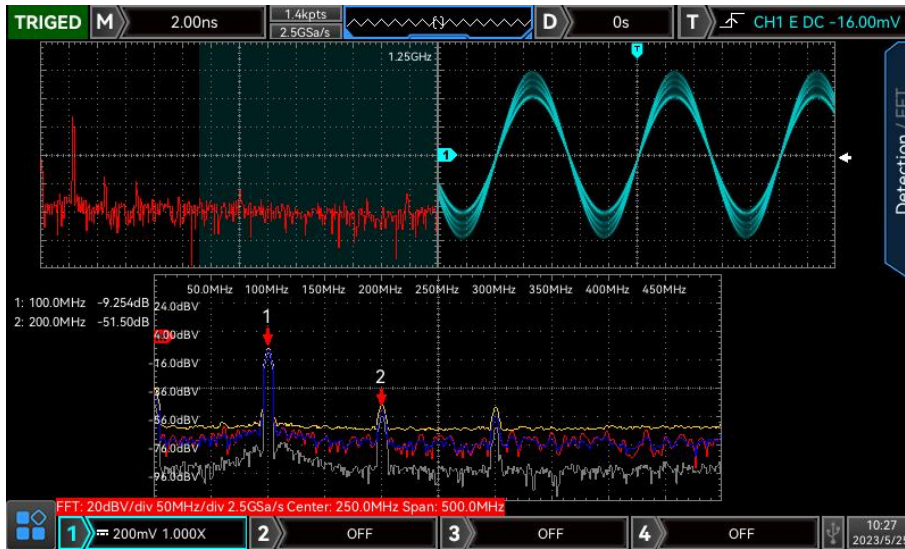 TRIGED M 2.00ns 1.4kpts D 0s T CH1 E DC -16.00mV
2.5GSa/s
1.25GHz
1
T
Detection / FFT
50.0MHz 100MHz 150MHz 200MHz 250MHz 300MHz 350MHz 400MHz 450MHz
1: 100.0MHz -9.254dB
2: 200.0MHz -51.50dB
24.0dBV
1
4.00dBV
-16.0dBV
2
-36.0dBV
-56.0dBV
-76.0dBV
-96.0dBV
FFT: 20dBV/div 50MHz/div 2.5GSa/s Center: 250.0MHz Span: 500.0MHz
1 200mV 1.000X 2 OFF 3 OFF 4 OFF 10:27
2023/5/25